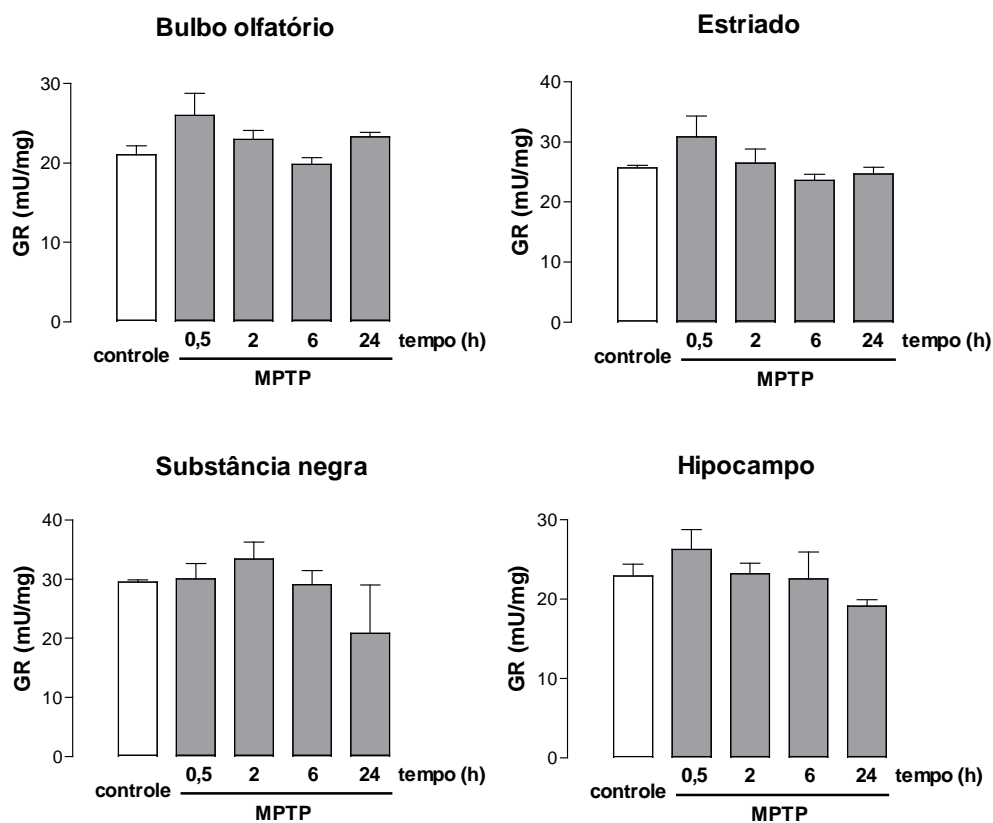 Bulbo olfatório
30
20
10
0
GR (mU/mg)
controle
0,5 2 6 24 tempo (h)
MPTP
Estriado
40
30
20
10
0
GR (mU/mg)
controle
0,5 2 6 24 tempo (h)
MPTP
Substância negra
40
30
20
10
0
GR (mU/mg)
controle
0,5 2 6 24 tempo (h)
MPTP
Hipocampo
30
20
10
0
GR (mU/mg)
controle
0,5 2 6 24 tempo (h)
MPTP